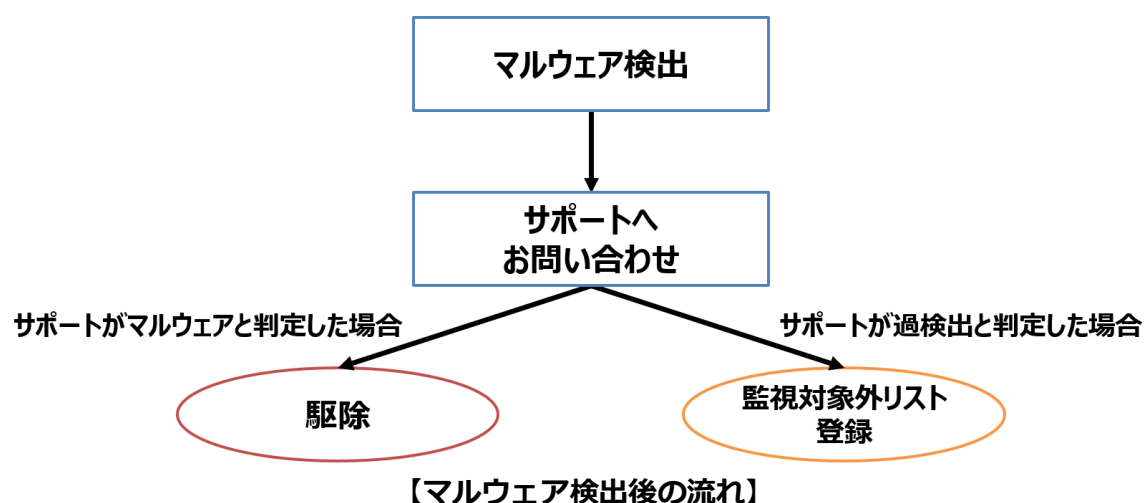 マルウェア検出
サポートへ
お問い合わせ
サポートがマルウェアと判定した場合
サポートが過検出と判定した場合
駆除
監視対象外リスト
登録
【マルウェア検出後の流れ】